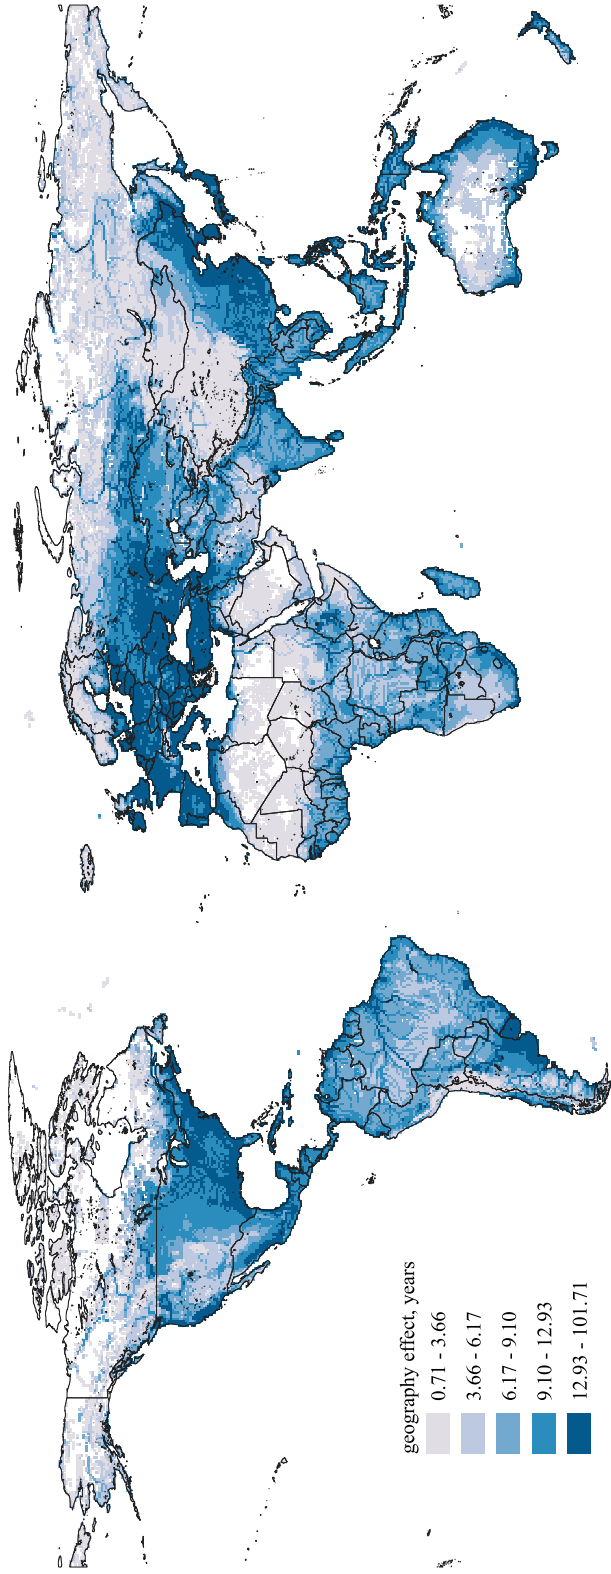 geography effect, years
0.71 - 3.66
3.66 - 6.17
6.17 - 9.10
9.10 - 12.93
12.93 - 101.71